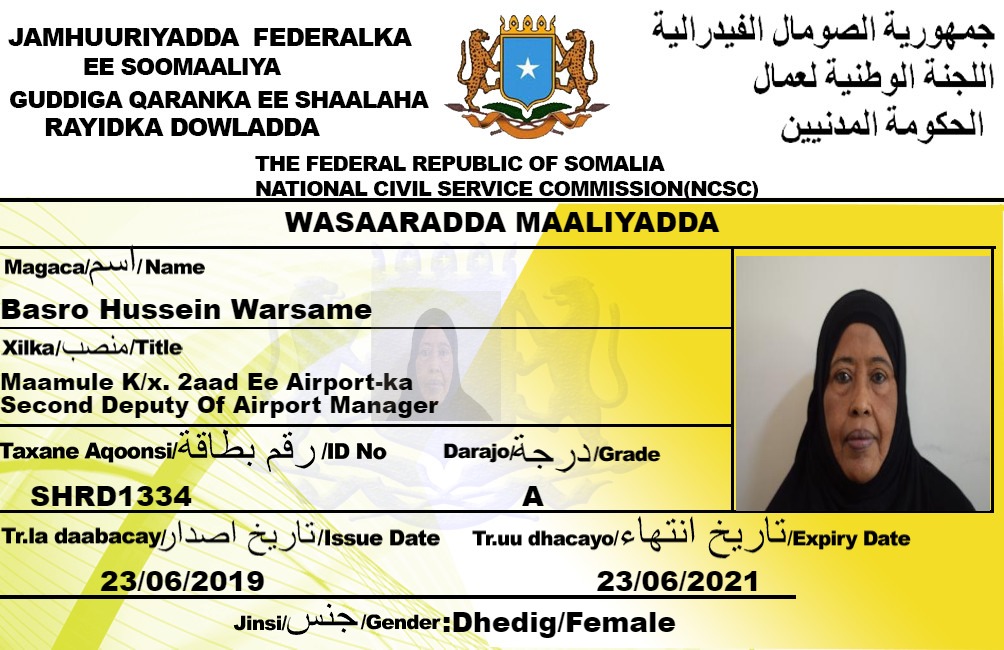 JAMHUURIYADDA FEDERALKA
EE SOOMAALIYA
GUDDIGA QARANKA EE SHAALAHA
RAYIDKA DOWLADDA
جمهورية الصومال الفيدرالية
اللجنة الوطنية لعمال
الحكومة المدنيين
THE FEDERAL REPUBLIC OF SOMALIA
NATIONAL CIVIL SERVICE COMMISSION(NCSC)
WASAARADDA MAALIYADDA
Magaca/اسم/Name
Basro Hussein Warsame
Xilka/منصب/Title
Maamule K/x. 2aad Ee Airport-ka
Second Deputy Of Airport Manager
Taxane Aqoonsi/رقم بطاقة/ID No
SHRD1334
Darajo/درجة/Grade
A
Tr.la daabacay/تاريخ اصدار/Issue Date
23/06/2019
Tr.uu dhacayo/تاريخ انتهاء/Expiry Date
23/06/2021
Jinsi/جنس/Gender:Dhedig/Female